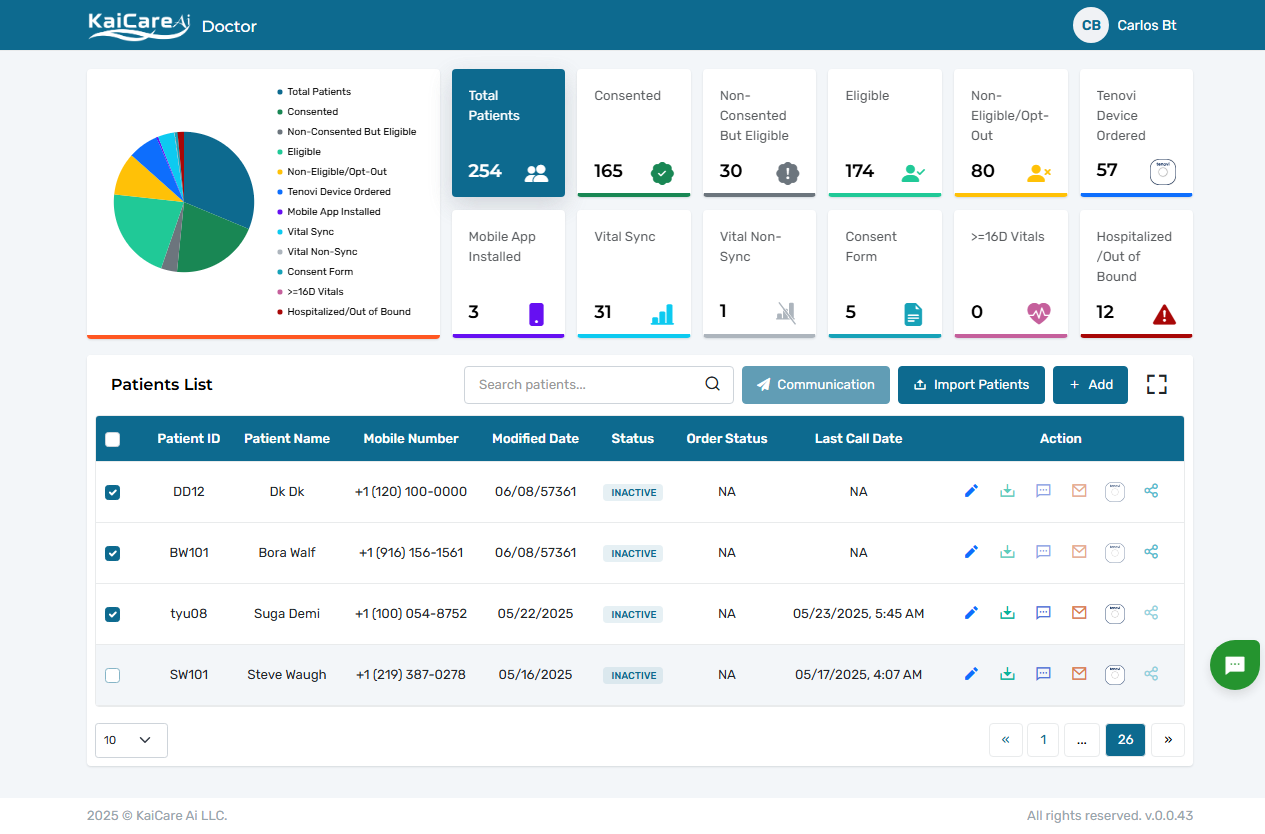 KaiCare Ai Doctor
CB Carlos Bt
Total Patients
Consented
Non-Consented But Eligible
Eligible
Non-Eligible/Opt-Out
Tenovi Device Ordered
Mobile App Installed
Vital Sync
Vital Non-Sync
Consent Form
>=16D Vitals
Hospitalized/Out of Bound
Total
Patients
254
Consented
165
Non-
Consented
But Eligible
30
Eligible
174
Non-
Eligible/Opt-
Out
80
Tenovi
Device
Ordered
57
tenovi
Mobile App
Installed
3
Vital Sync
31
Vital Non-
Sync
1
Consent
Form
5
>=16D Vitals
0
Hospitalized
/Out of
Bound
12
Patients List
Search patients...
Communication
Import Patients
+ Add
Patient ID Patient Name Mobile Number Modified Date Status Order Status Last Call Date Action
DD12 Dk Dk +1 (120) 100-0000 06/08/57361 INACTIVE NA NA tenovi
BW101 Bora Walf +1 (916) 156-1561 06/08/57361 INACTIVE NA NA tenovi
tyu08 Suga Demi +1 (100) 054-8752 05/22/2025 INACTIVE NA 05/23/2025, 5:45 AM tenovi
SW101 Steve Waugh +1 (219) 387-0278 05/16/2025 INACTIVE NA 05/17/2025, 4:07 AM tenovi
10
« 1 ... 26 »
2025 © KaiCare Ai LLC.
All rights reserved. v.0.0.43